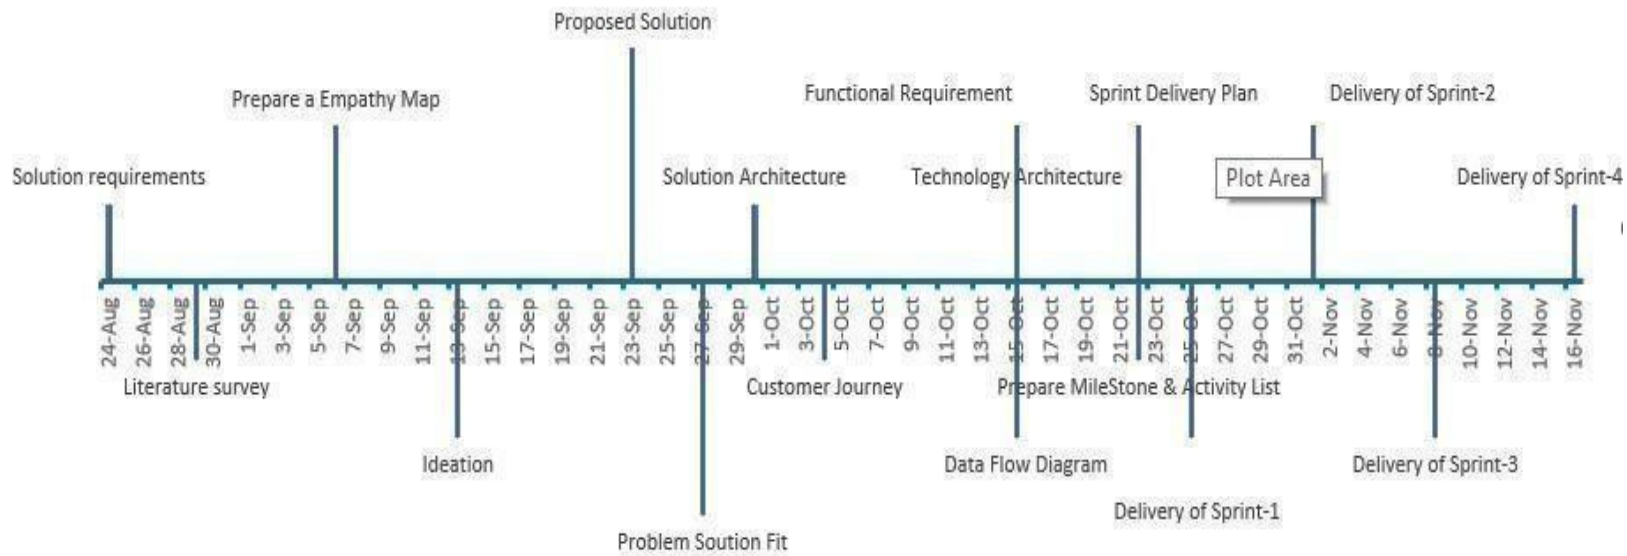 Proposed Solution
Prepare a Empathy Map
Functional Requirement
Sprint Delivery Plan
Delivery of Sprint-2
Solution requirements
Solution Architecture
Technology Architecture
Plot Area
Delivery of Sprint-4
24-Aug
26-Aug
28-Aug
30-Aug
1-Sep
3-Sep
5-Sep
7-Sep
9-Sep
11-Sep
13-Sep
15-Sep
17-Sep
19-Sep
21-Sep
23-Sep
25-Sep
27-Sep
29-Sep
1-Oct
3-Oct
5-Oct
7-Oct
9-Oct
11-Oct
13-Oct
15-Oct
17-Oct
19-Oct
21-Oct
23-Oct
25-Oct
27-Oct
29-Oct
31-Oct
2-Nov
4-Nov
6-Nov
8-Nov
10-Nov
12-Nov
14-Nov
16-Nov
Literature survey
Customer Journey
Prepare MileStone & Activity List
Ideation
Data Flow Diagram
Delivery of Sprint-3
Delivery of Sprint-1
Problem Soution Fit